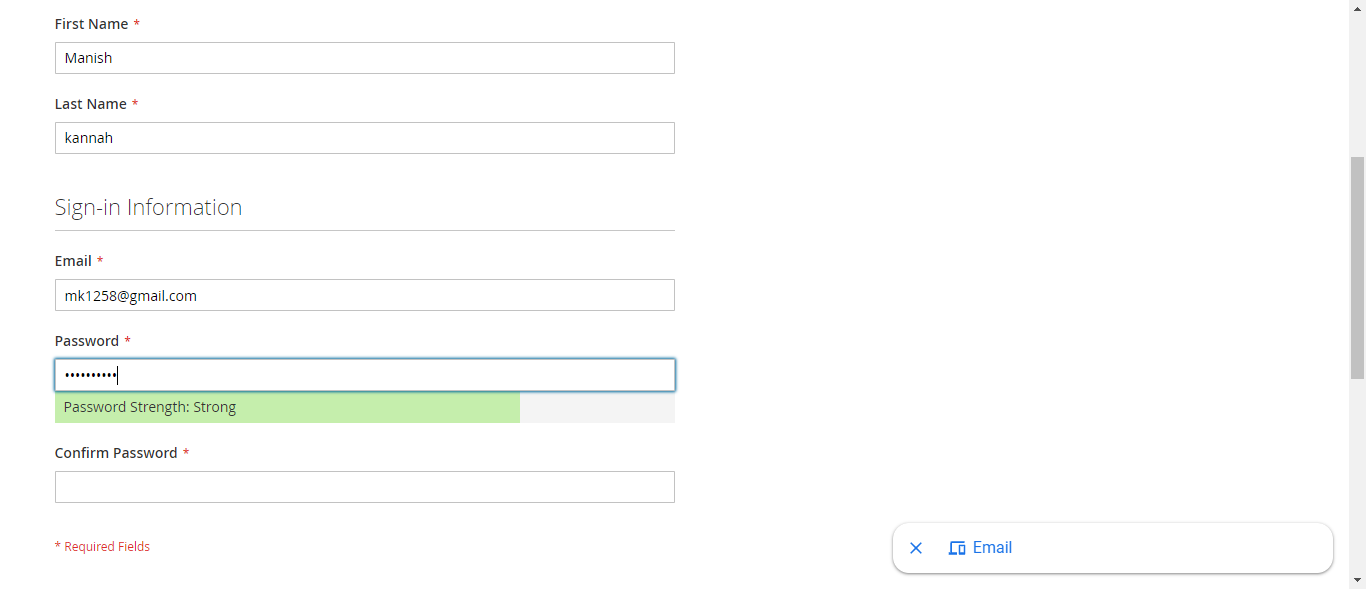 First Name *
Manish
Last Name *
kannah
Sign-in Information
Email *
mk1258@gmail.com
Password *
••••••••••
Password Strength: Strong
Confirm Password *
* Required Fields
Email